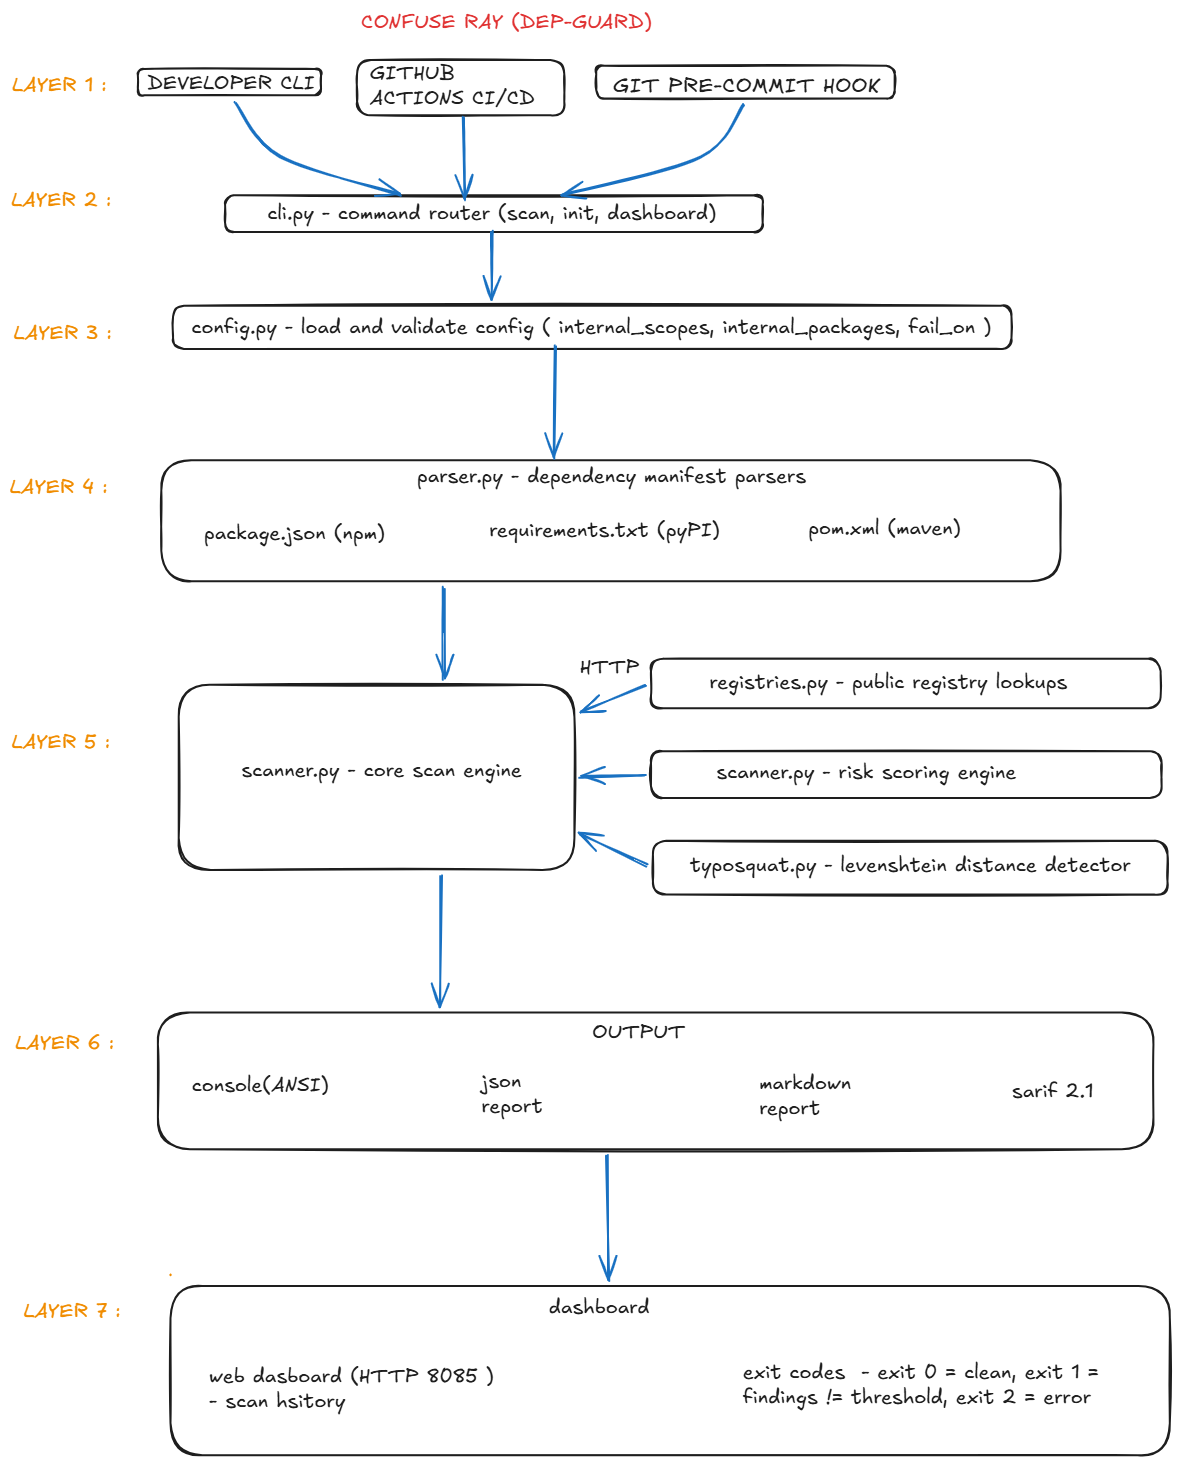 CONFUSE RAY (DEP-GUARD)
LAYER 1 :
DEVELOPER CLI
GITHUB
ACTIONS CI/CD
GIT PRE-COMMIT HOOK
LAYER 2 :
cli.py - command router (scan, init, dashboard)
LAYER 3 :
config.py - load and validate config ( internal_scopes, internal_packages, fail_on )
LAYER 4 :
parser.py - dependency manifest parsers
package.json (npm)
requirements.txt (pyPI)
pom.xml (maven)
LAYER 5 :
scanner.py - core scan engine
HTTP
registries.py - public registry lookups
scanner.py - risk scoring engine
typosquat.py - levenshtein distance detector
LAYER 6 :
OUTPUT
console(ANSI)
json
report
markdown
report
sarif 2.1
LAYER 7 :
dashboard
web dasboard (HTTP 8085 )
- scan hsitory
exit codes - exit 0 = clean, exit 1 =
findings != threshold, exit 2 = error